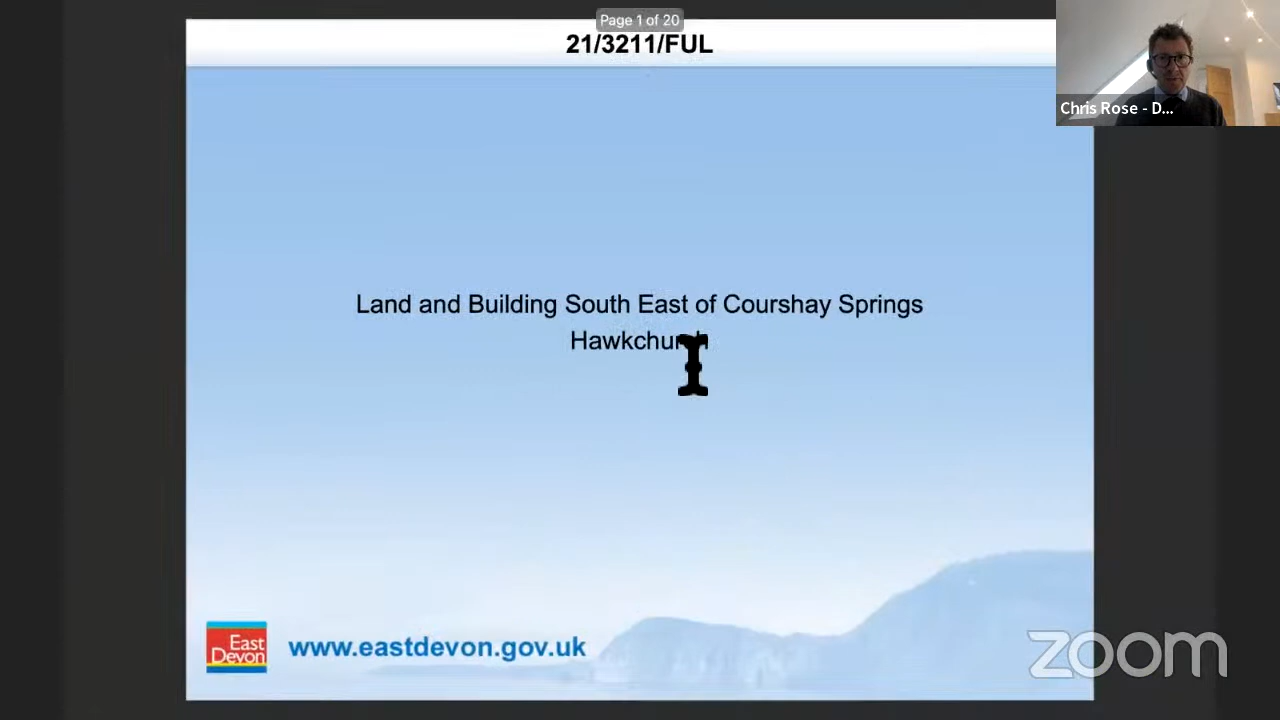 Page 1 of 20
21/3211/FUL
Chris Rose - D...
Land and Building South East of Courshay Springs
Hawkchurch
East
Devon
www.eastdevon.gov.uk
zoom